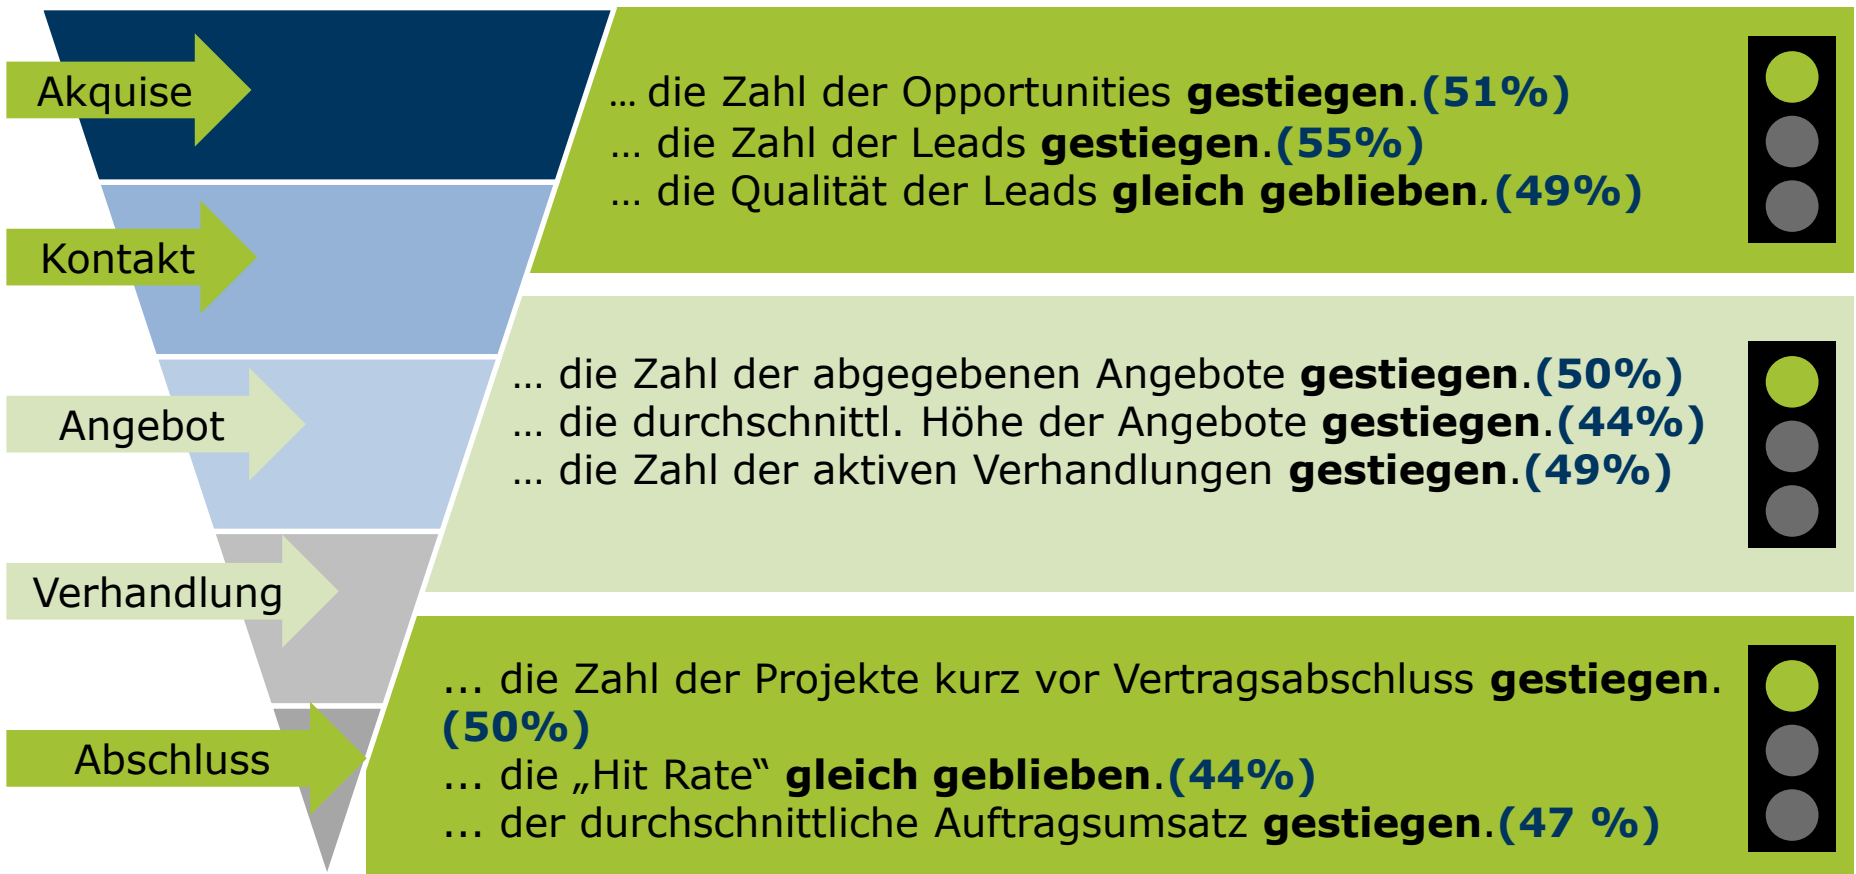 Akquise
… die Zahl der Opportunities gestiegen.(51%)
… die Zahl der Leads gestiegen.(55%)
… die Qualität der Leads gleich geblieben.(49%)
Kontakt
Angebot
… die Zahl der abgegebenen Angebote gestiegen.(50%)
… die durchschnittl. Höhe der Angebote gestiegen.(44%)
… die Zahl der aktiven Verhandlungen gestiegen.(49%)
Verhandlung
Abschluss
... die Zahl der Projekte kurz vor Vertragsabschluss gestiegen.
(50%)
... die „Hit Rate“ gleich geblieben.(44%)
... der durchschnittliche Auftragsumsatz gestiegen.(47 %)